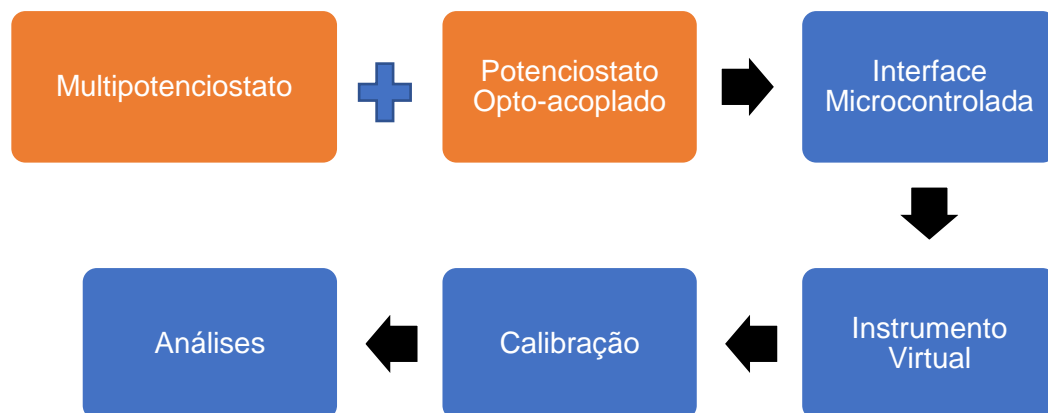 Multipotenciostato
Potenciostato
Opto-acoplado
Interface
Microcontrolada
Análises
Calibração
Instrumento
Virtual